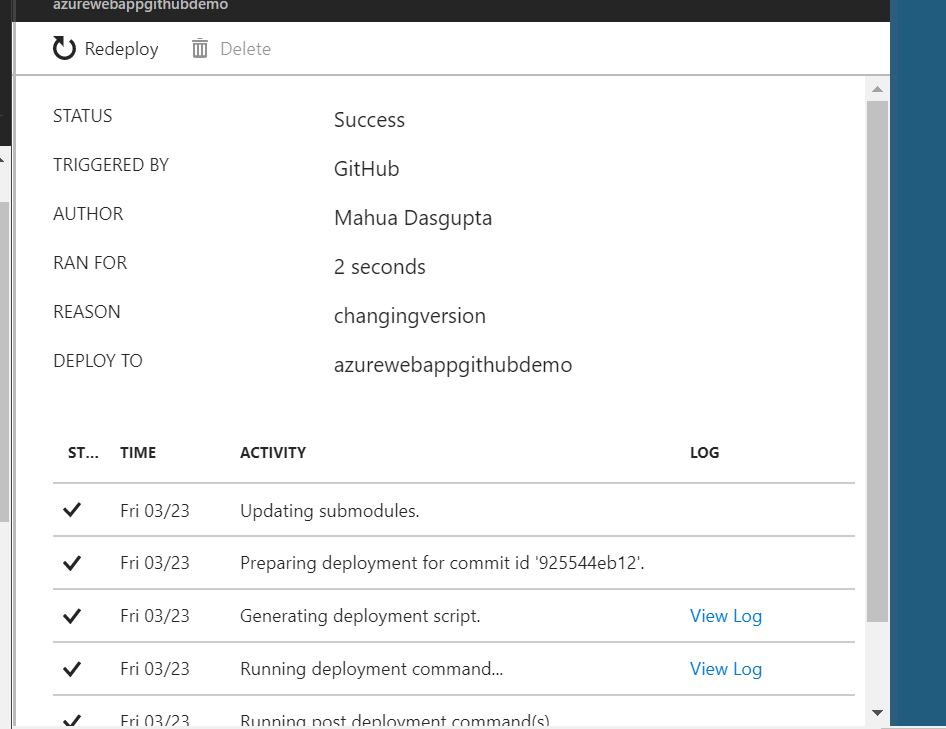 azurewebappgithubdemo
Redeploy Delete
STATUS Success
TRIGGERED BY GitHub
AUTHOR Mahua Dasgupta
RAN FOR 2 seconds
REASON changingversion
DEPLOY TO azurewebappgithubdemo
ST... TIME ACTIVITY LOG
Fri 03/23 Updating submodules.
Fri 03/23 Preparing deployment for commit id '925544eb12'.
Fri 03/23 Generating deployment script. View Log
Fri 03/23 Running deployment command... View Log
Fri 03/23 Running post deployment command(s)